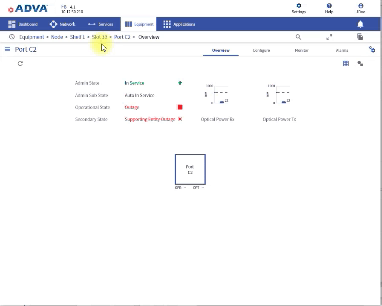 ADVA
Settings
Help
Dashboard
Network
Services
Equipment
Applications
Equipment • Node • Shelf 1 • Slot 13 • Port C2 • Overview
Port C2
Overview
Configure
Monitor
Alarms
Admin State In Service
Admin Sub State Auto In Service
Operational State Outage
Secondary State Supporting Entity Outage
Optical Power Rx
Optical Power Tx
Port
C2